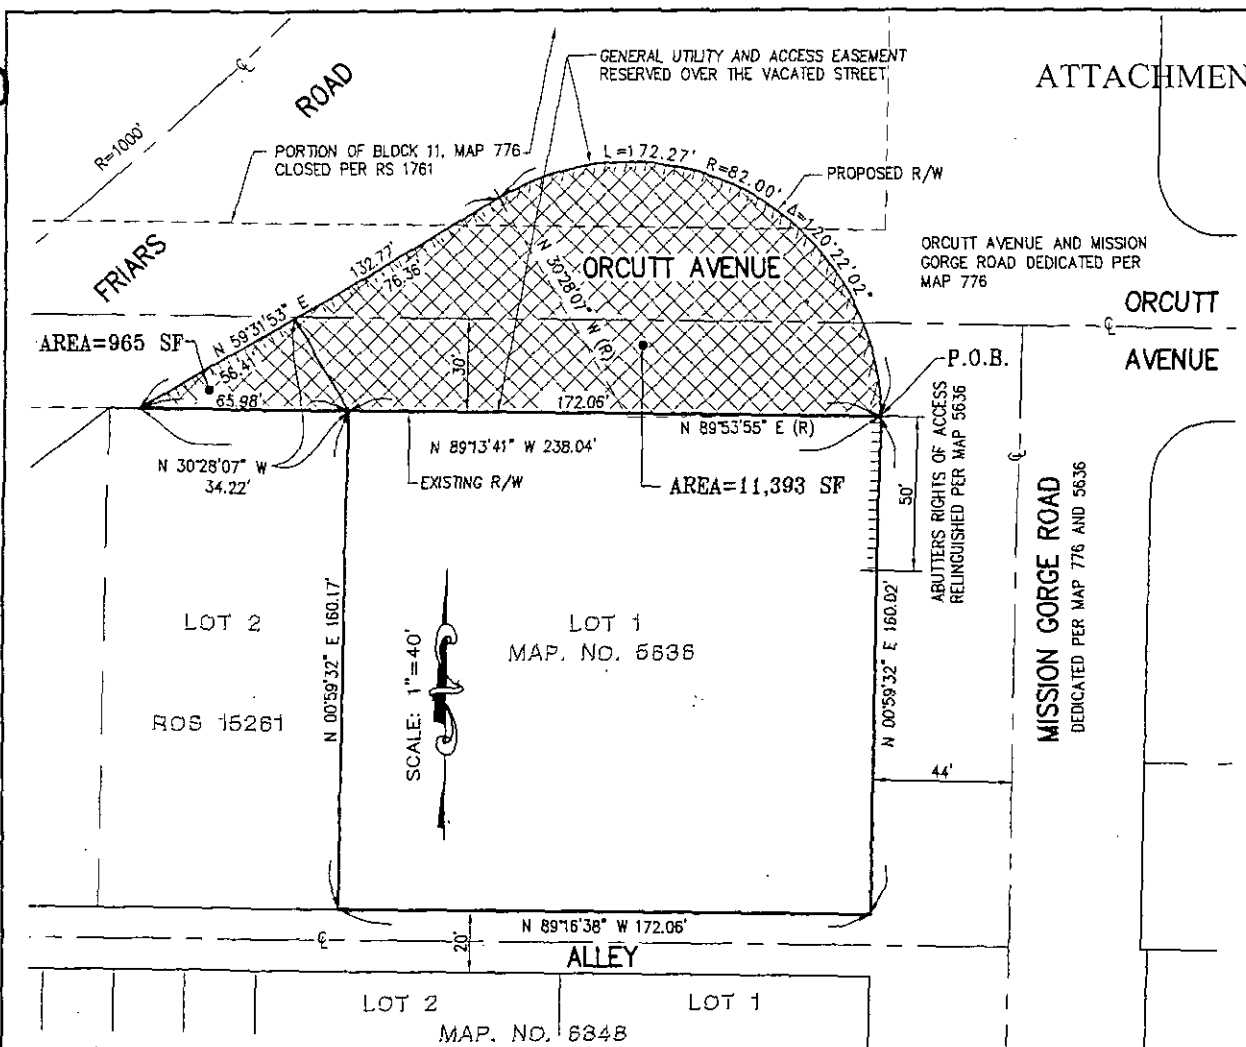 GENERAL UTILITY AND ACCESS EASEMENT
RESERVED OVER THE VACATED STREET
ATTACHMEN
ROAD
R=1000'
PORTION OF BLOCK 11, MAP 776
CLOSED PER RS 1761
L=172.27' R=82.00' Δ=120°22'02"
PROPOSED R/W
FRIARS
132.77'
76.36'
N 30°28'07" W (R)
ORCUTT AVENUE
ORCUTT AVENUE AND MISSION
GORGE ROAD DEDICATED PER
MAP 776
ORCUTT
AVENUE
AREA=965 SF
N 59°31'53" E
56.41'
65.98'
30'
172.06'
P.O.B.
N 89°53'55" E (R)
N 89°13'41" W 238.04'
N 30°28'07" W
34.22'
EXISTING R/W
AREA=11,393 SF
50'
ABUTTERS RIGHTS OF ACCESS
RELINQUISHED PER MAP 5636
MISSION GORGE ROAD
DEDICATED PER MAP 776 AND 5636
LOT 2
ROS 15261
N 00°59'32" E 160.17'
SCALE: 1"=40'
LOT 1
MAP. NO. 5636
N 00°59'32" E 160.02'
44'
N 89°16'38" W 172.06'
20'
ALLEY
LOT 2
LOT 1
MAP. NO. 6348